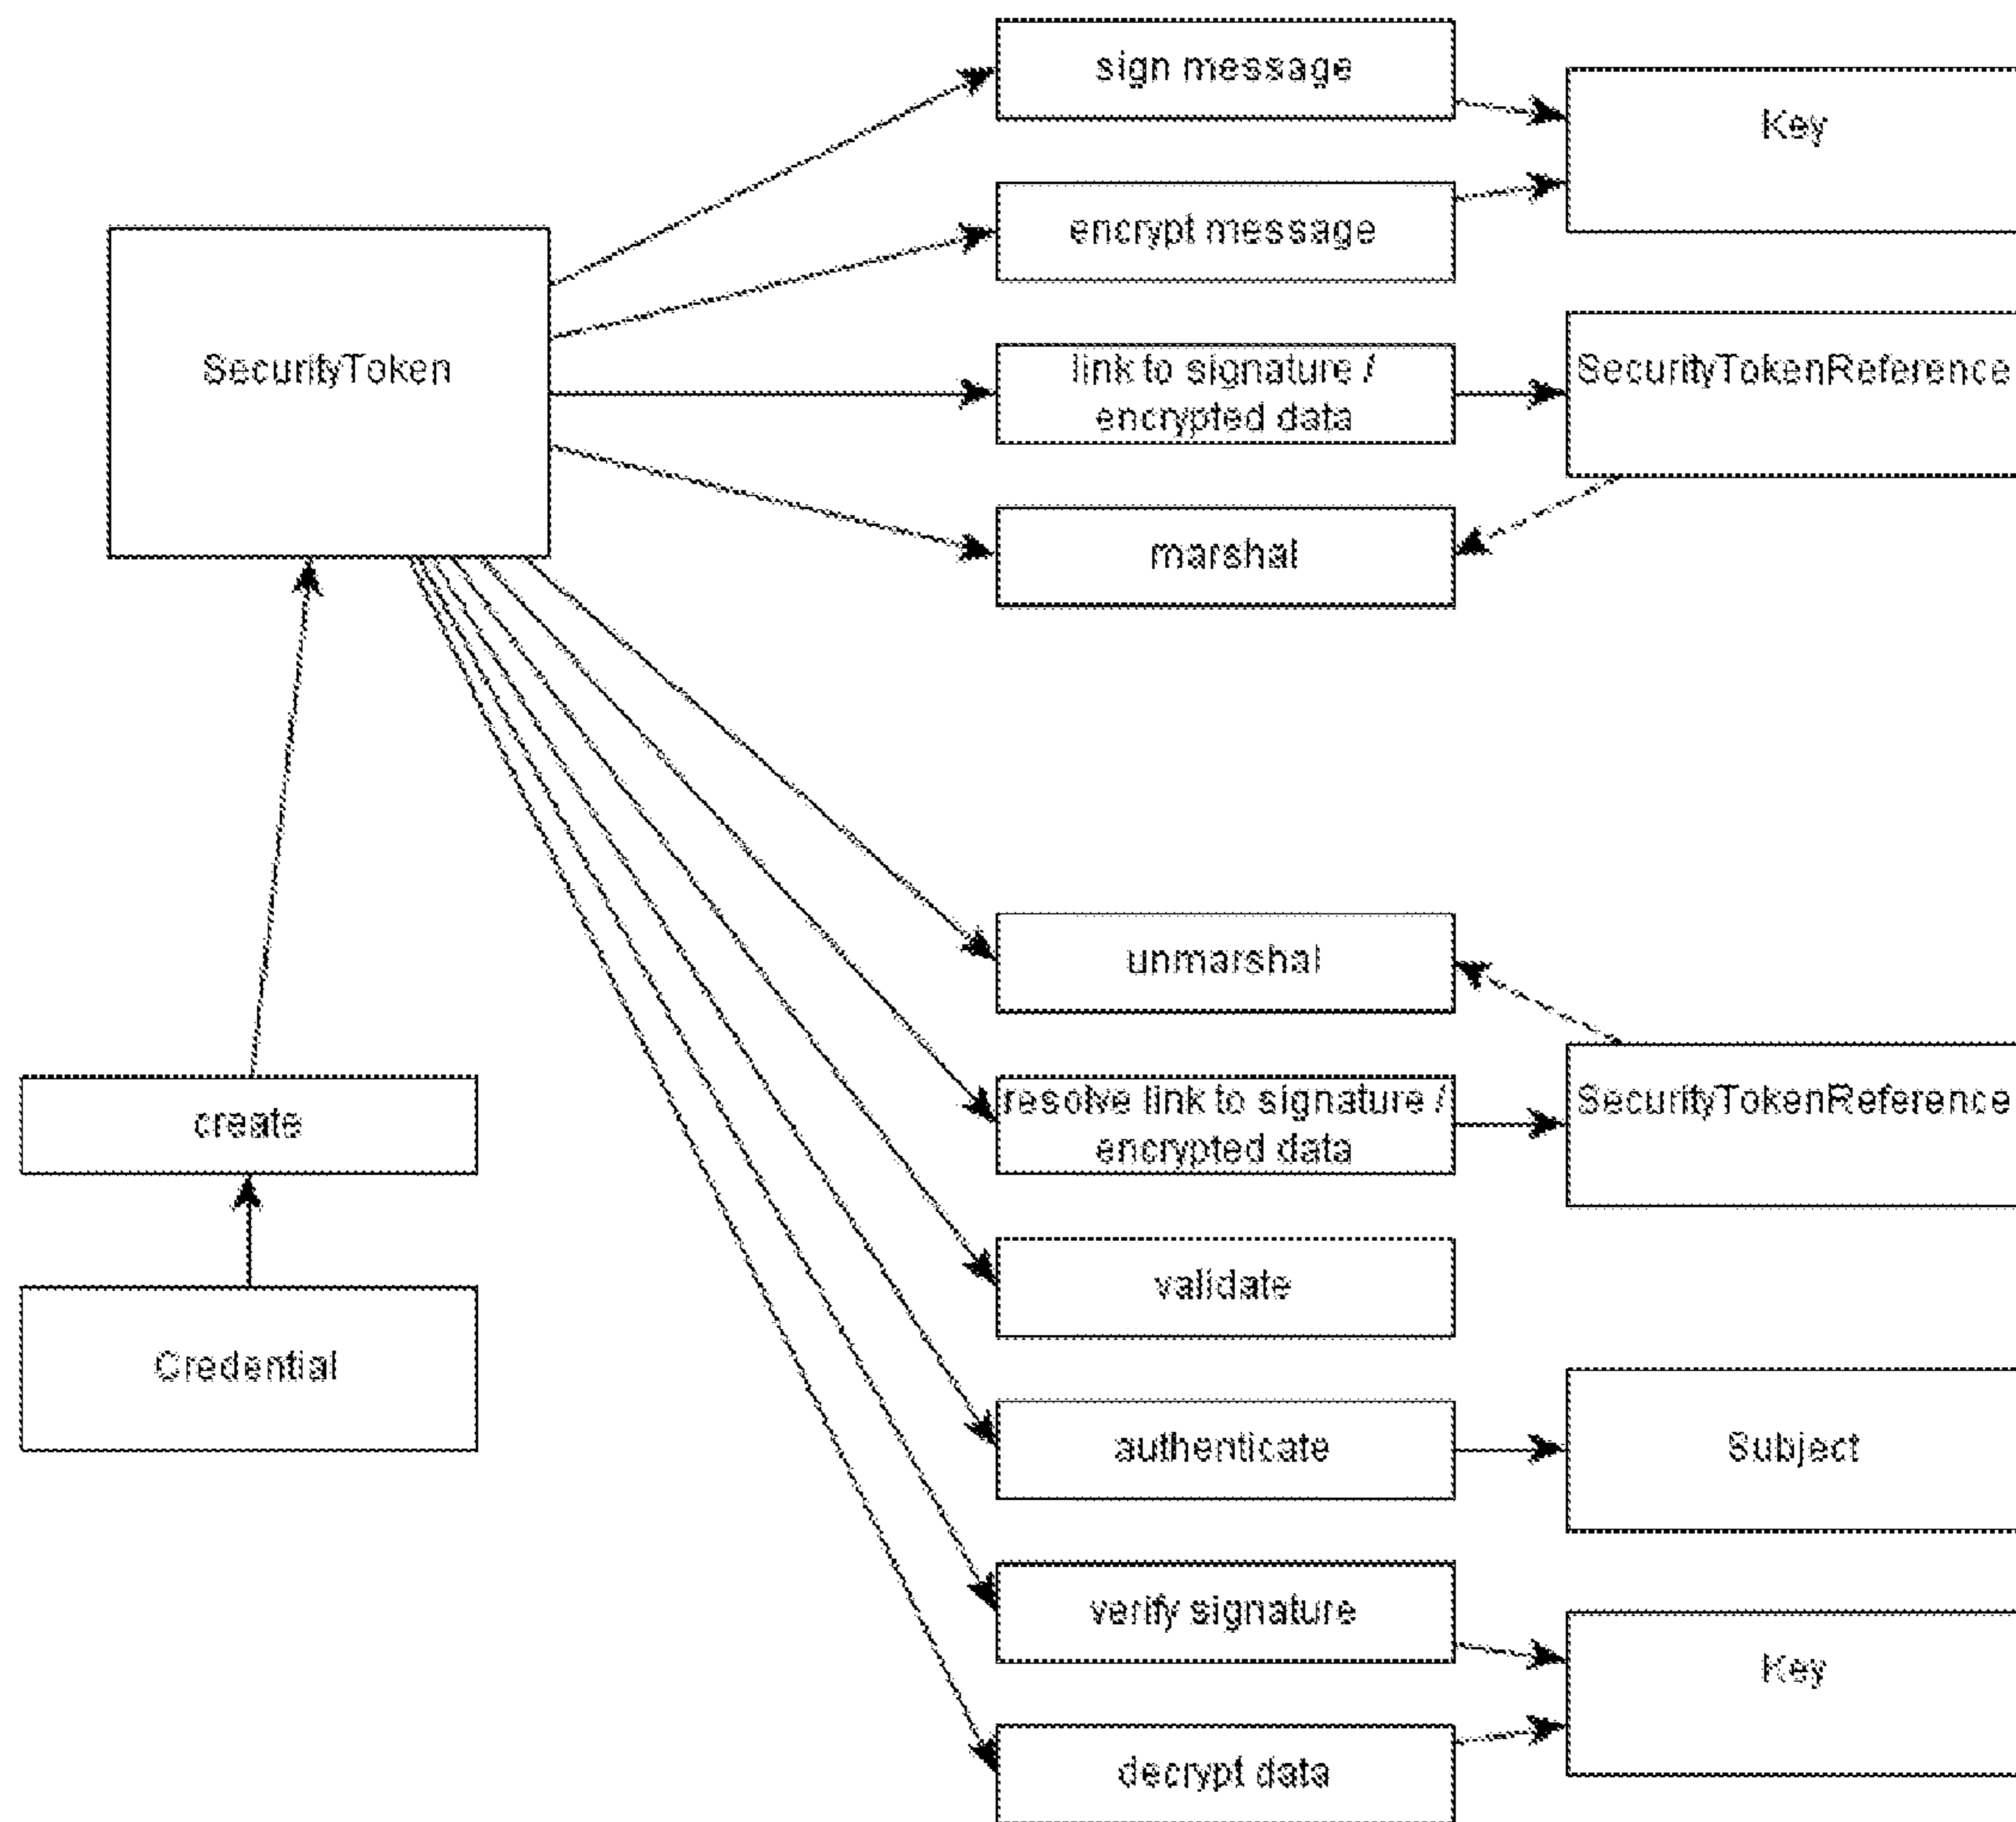 sign message
Key
encrypt message
SecurityToken
link to signature /
encrypted data
SecurityTokenReference
marshal
unmarshal
create
resolve link to signature /
encrypted data
SecurityTokenReference
validate
Credential
authenticate
Subject
verify signature
Key
decrypt data